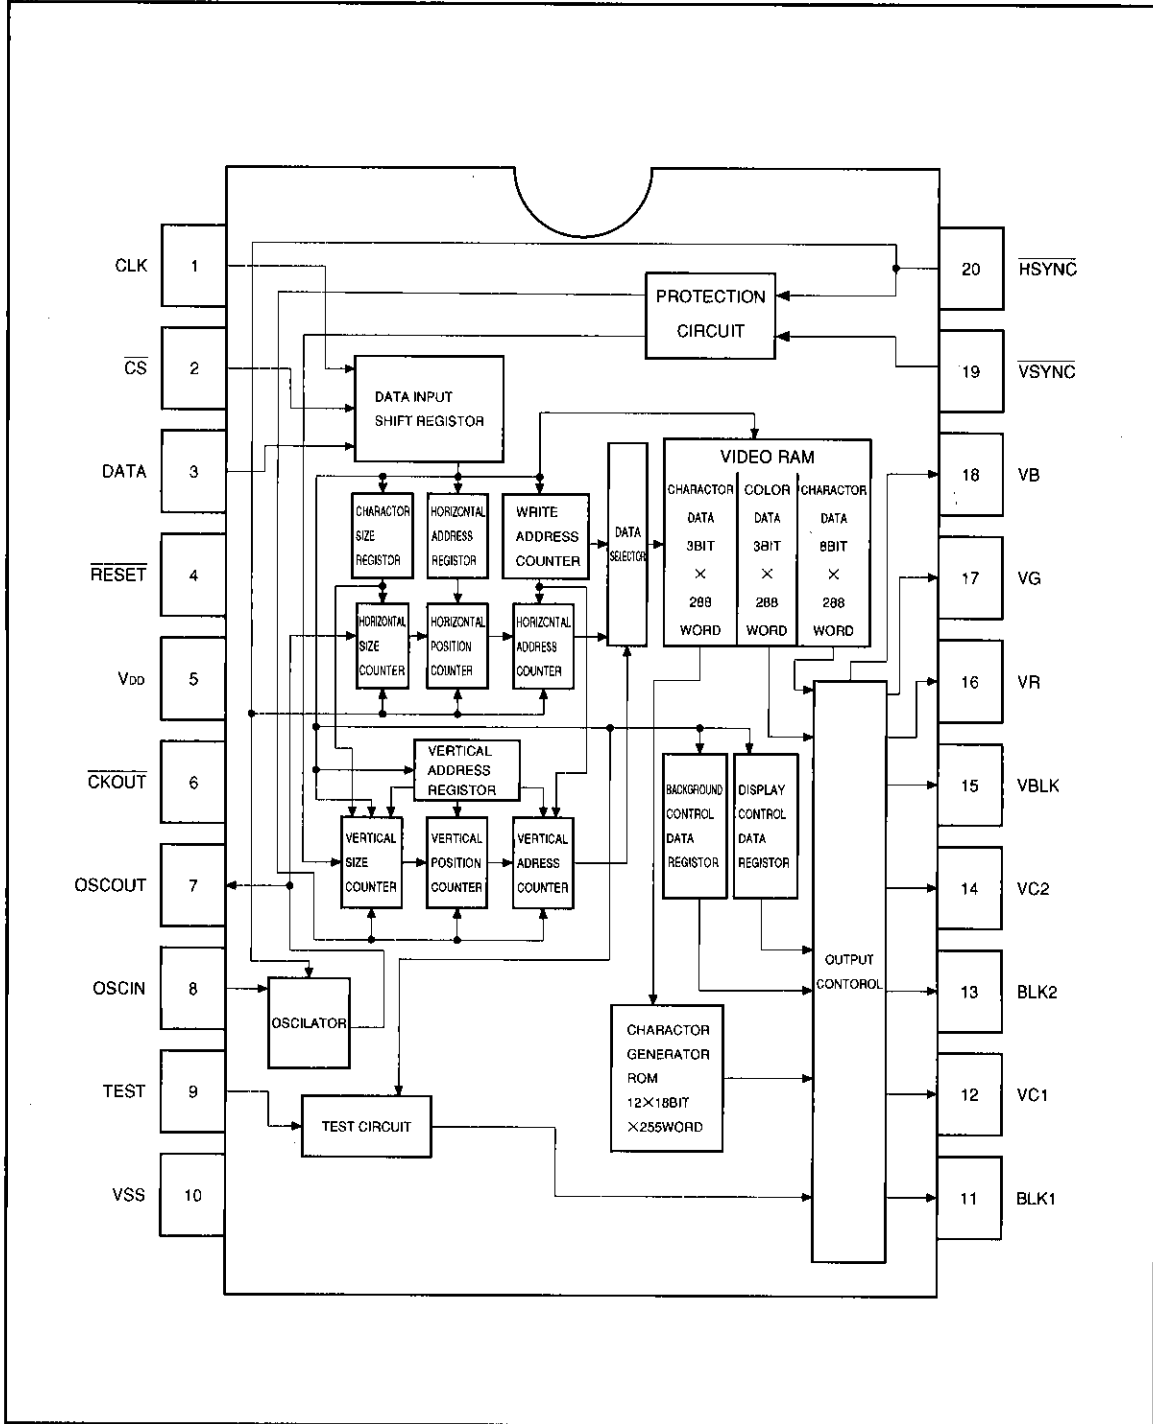 CLK 1
CS 2
DATA 3
RESET 4
VDD 5
CKOUT 6
OSCOUT 7
OSCIN 8
TEST 9
VSS 10
20 HSYNC
19 VSYNC
18 VB
17 VG
16 VR
15 VBLK
14 VC2
13 BLK2
12 VC1
11 BLK1
PROTECTION
CIRCUIT
DATA INPUT
SHIFT REGISTOR
CHARACTOR
SIZE
REGISTOR
HORIZONTAL
ADDRESS
REGISTOR
WRITE
ADDRESS
COUNTER
DATA
SELECTOR
VIDEO RAM
CHARACTOR
DATA
3BIT
×
288
WORD
COLOR
DATA
3BIT
×
288
WORD
CHARACTOR
DATA
8BIT
×
288
WORD
HORIZONTAL
SIZE
COUNTER
HORIZONTAL
POSITION
COUNTER
HORIZONTAL
ADDRESS
COUNTER
VERTICAL
ADDRESS
REGISTOR
VERTICAL
SIZE
COUNTER
VERTICAL
POSITION
COUNTER
VERTICAL
ADRESS
COUNTER
BACKGROUND
CONTROL
DATA
REGISTOR
DISPLAY
CONTROL
DATA
REGISTOR
OUTPUT
CONTOROL
OSCILATOR
CHARACTOR
GENERATOR
ROM
12×18BIT
×255WORD
TEST CIRCUIT